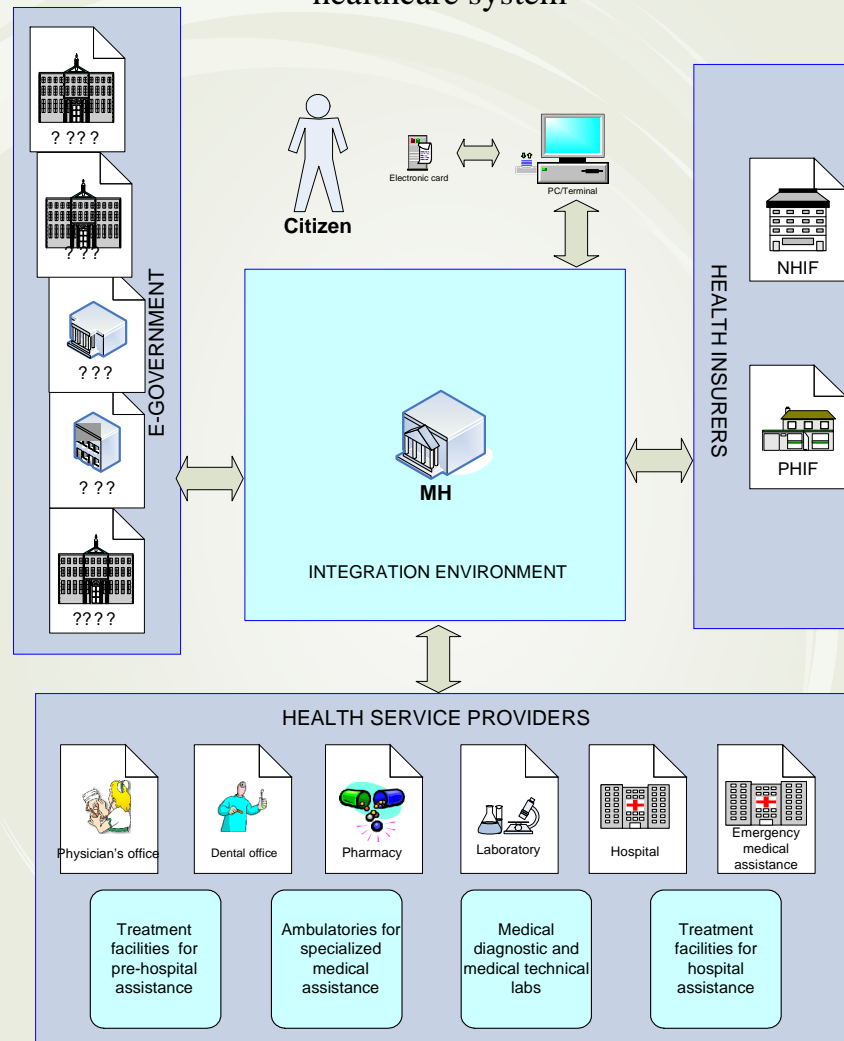 healthcare system
? ? ? ?
? ? ?
? ? ?
? ? ?
? ? ? ?
E-GOVERNMENT
Citizen
Electronic card
PC/Terminal
MH
INTEGRATION ENVIRONMENT
HEALTH INSURERS
NHIF
PHIF
HEALTH SERVICE PROVIDERS
Physician's office
Dental office
Pharmacy
Laboratory
Hospital
Emergency
medical
assistance
Treatment
facilities for
pre-hospital
assistance
Ambulatories for
specialized
medical
assistance
Medical
diagnostic and
medical technical
labs
Treatment
facilities for
hospital
assistance